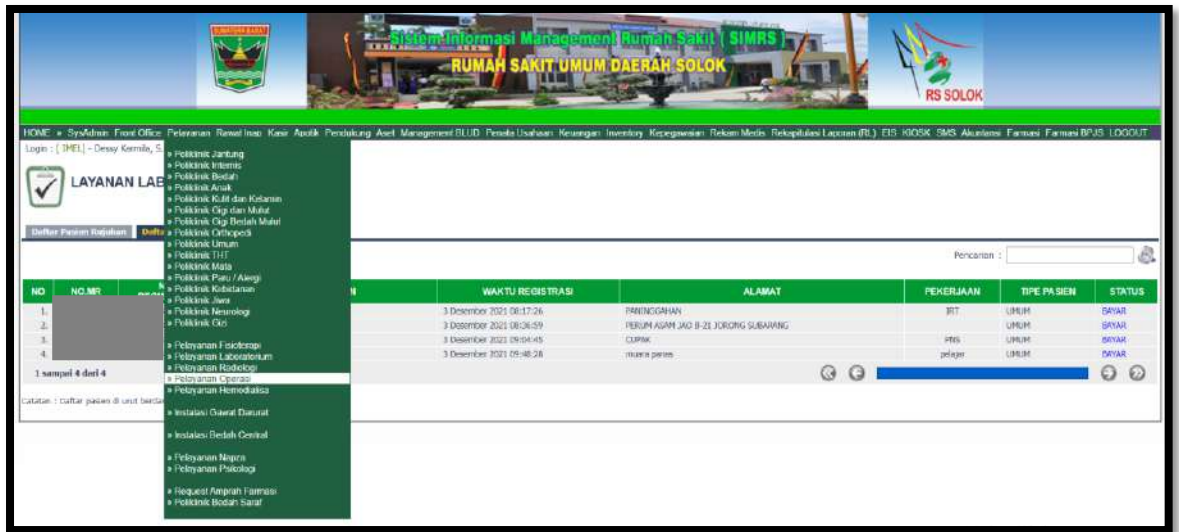 SUMATERA BARAT
Sistem Informasi Management Rumah Sakit ( SIMRS )
RUMAH SAKIT UMUM DAERAH SOLOK
RS SOLOK
HOME » SysAdmin Front Office Pelayanan Rawat Inap Kasir Apotik Pendukung Aset Management BLUD Penata Usahaan Keuangan Inventory Kepegawaian Rekam Medis Rekapitulasi Laporan (RL) EIS KIOSK SMS Akuntansi Farmasi Farmasi BPJS LOGOUT
Login : [ IMEL] - Dessy Kermila, S.
LAYANAN LAB
» Poliklinik Jantung
» Poliklinik Internis
» Poliklinik Bedah
» Poliklinik Anak
» Poliklinik Kulit dan Kelamin
» Poliklinik Gigi dan Mulut
» Poliklinik Gigi Bedah Mulut
» Poliklinik Orthopedi
» Poliklinik Umum
» Poliklinik THT
» Poliklinik Mata
» Poliklinik Paru / Alergi
» Poliklinik Kebidanan
» Poliklinik Jiwa
» Poliklinik Neurologi
» Poliklinik Gizi
» Pelayanan Fisioterapi
» Pelayanan Laboratorium
» Pelayanan Radiologi
» Pelayanan Operasi
» Pelayanan Hemodialisa
» Instalasi Gawat Darurat
» Instalasi Bedah Central
» Pelayanan Napza
» Pelayanan Psikologi
» Request Amprah Farmasi
» Poliklinik Bedah Saraf
Daftar Pasien Rujukan Dafta
Pencarian :
NO NO.MR WAKTU REGISTRASI ALAMAT PEKERJAAN TIPE PASIEN STATUS
1. 3 Desember 2021 08:17:26 PANINGGAHAN IRT UMUM BAYAR
2. 3 Desember 2021 08:36:59 PERUM ASAM JAO B-21 JORONG SUBARANG UMUM BAYAR
3. 3 Desember 2021 09:04:45 CUPAK PNS UMUM BAYAR
4. 3 Desember 2021 09:48:28 muara panas pelajar UMUM BAYAR
1 sampai 4 dari 4
Catatan : Daftar pasien di urut berdas